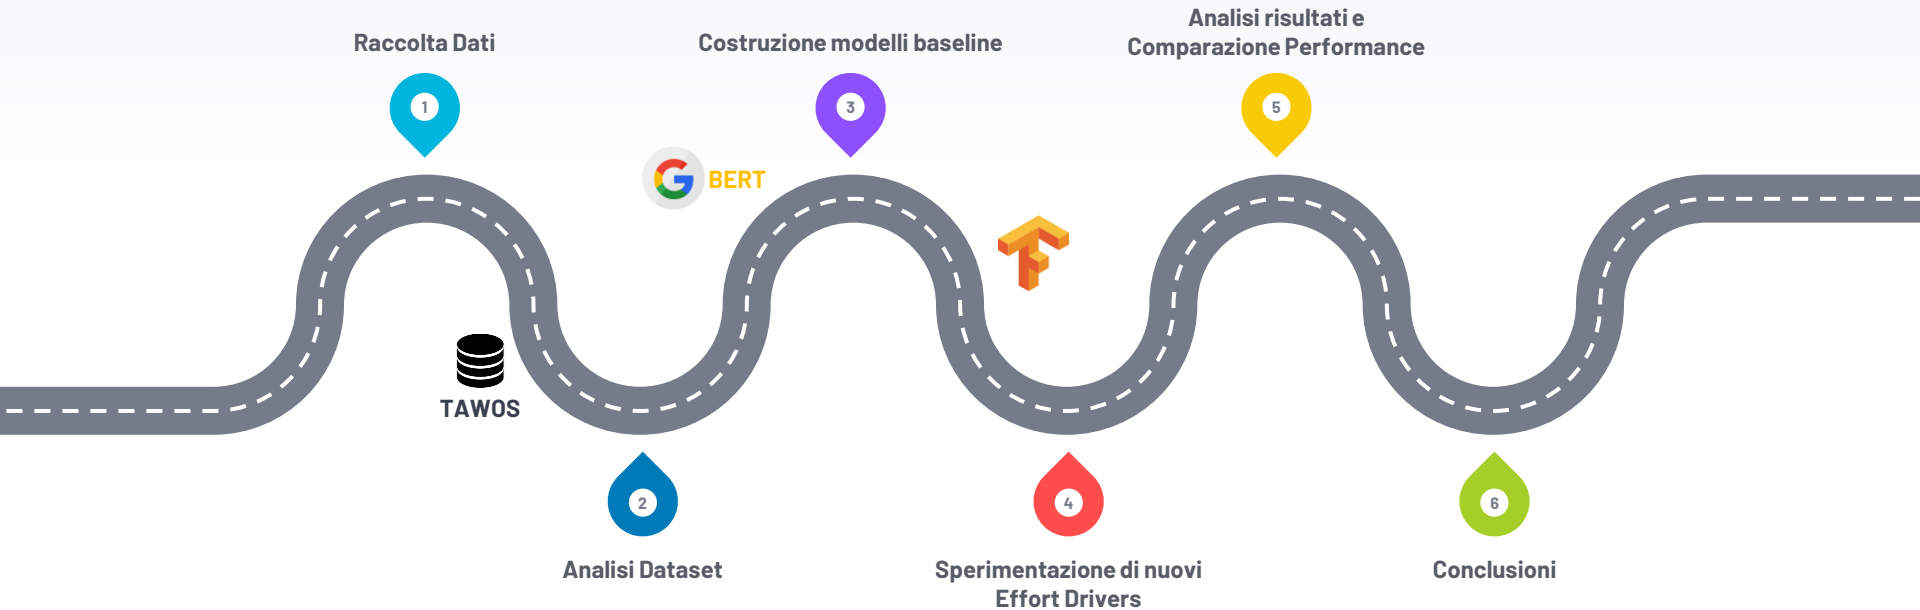 Raccolta Dati
1
TAWOS
2
Analisi Dataset
Costruzione modelli baseline
3
G BERT
4
Sperimentazione di nuovi
Effort Drivers
Analisi risultati e
Comparazione Performance
5
6
Conclusioni